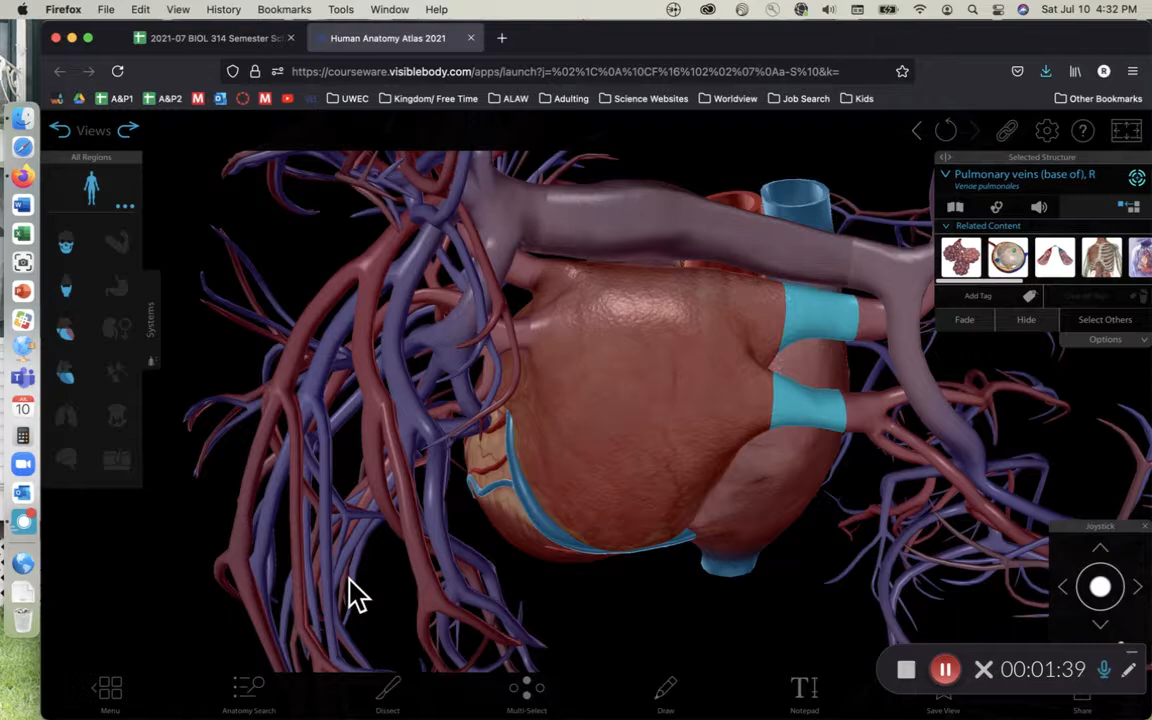 Firefox File Edit View History Bookmarks Tools Window Help Sat Jul 10 4:32 PM
2021-07 BIOL 314 Semester Sc
Human Anatomy Atlas 2021
https://courseware.visiblebody.com/apps/launch?j=%02%1C%0A%10CF%16%102%02%07%0Aa-S%10&k=
A&P1 A&P2 UWEC Kingdom/ Free Time ALAW Adulting Science Websites Worldview Job Search Kids Other Bookmarks
Views
All Regions
Systems
Selected Structure
Pulmonary veins (base of), R
Venae pulmonales
Related Content
Add Tag
Fade Hide Select Others
Options
Joystick
JUL
10
00:01:39
Menu Anatomy Search Dissect Multi-Select Draw Notepad Save View Share